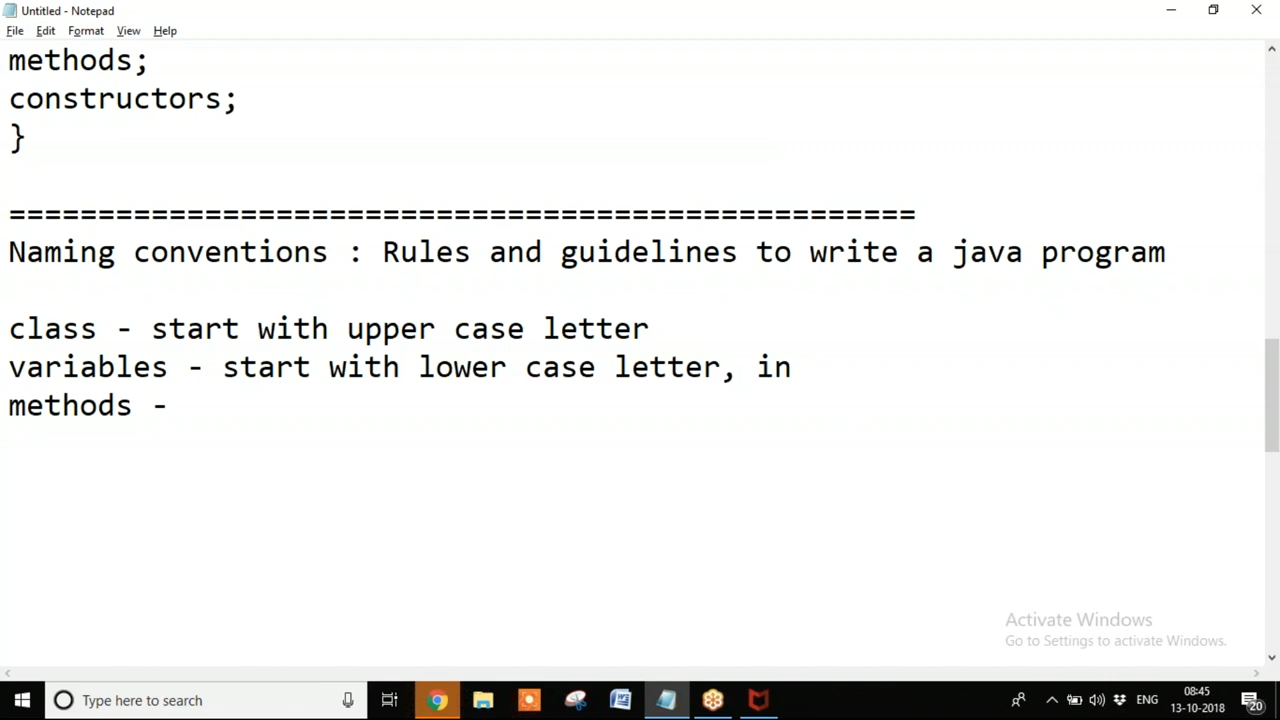 Untitled - Notepad
File Edit Format View Help
methods;
constructors;
}
===================================================
Naming conventions : Rules and guidelines to write a java program
class - start with upper case letter
variables - start with lower case letter, in
methods -
Activate Windows
Go to Settings to activate Windows.
Type here to search
ENG
08:45
13-10-2018
20